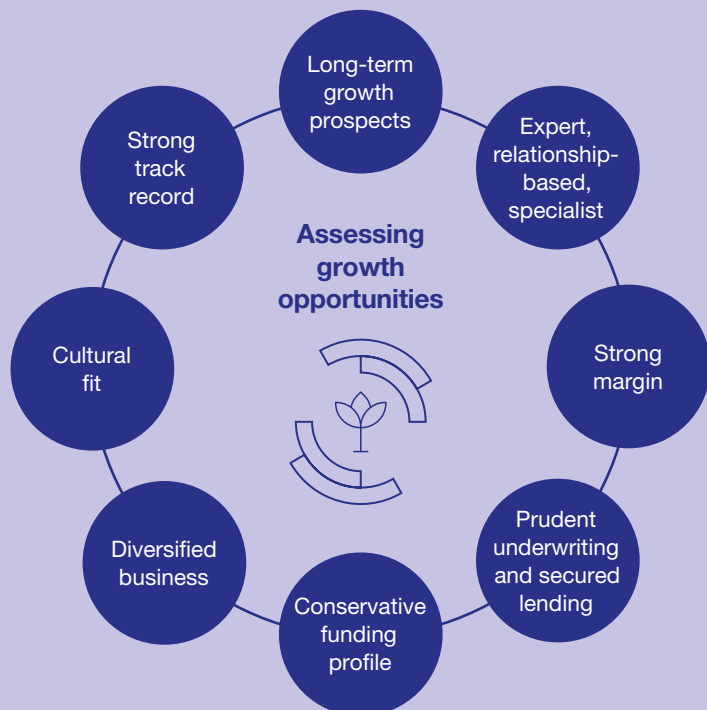 Long-term
growth
prospects
Expert,
relationship-
based,
specialist
Strong
margin
Prudent
underwriting
and secured
lending
Conservative
funding
profile
Diversified
business
Cultural
fit
Strong
track
record
Assessing
growth
opportunities